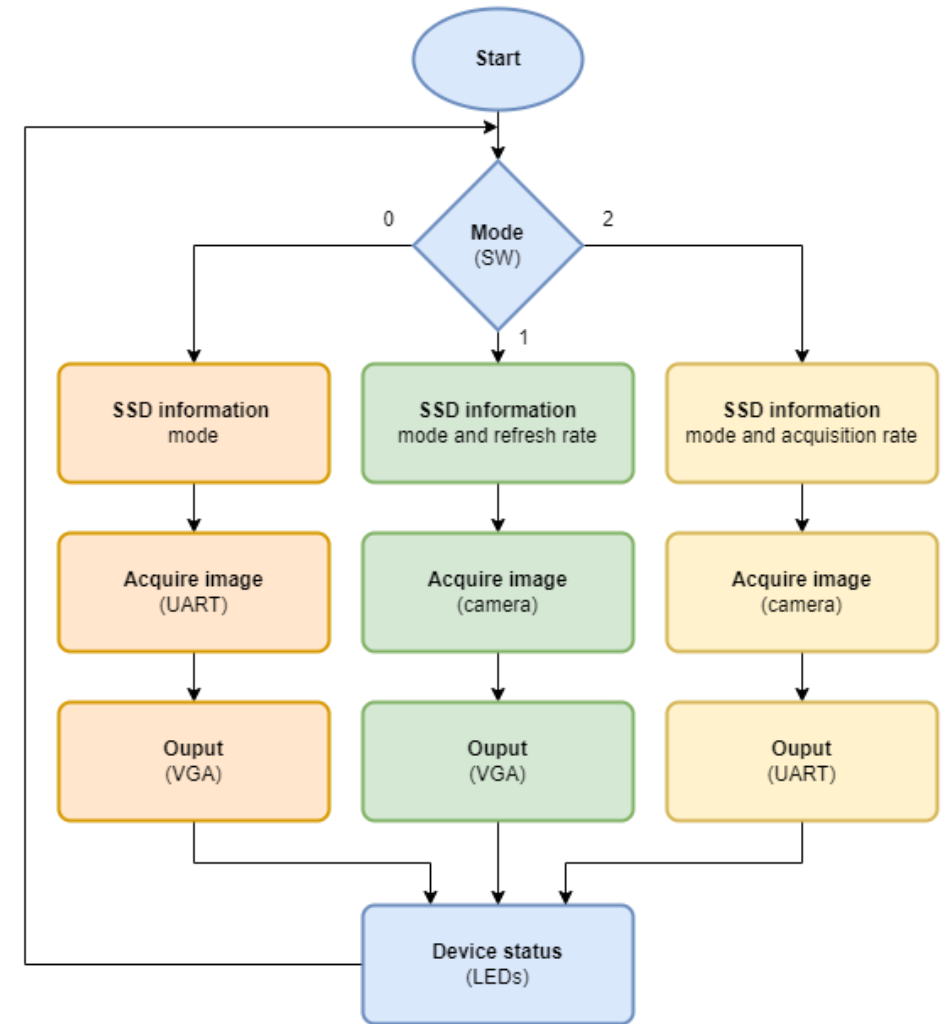 Start
0
2
Mode
(SW)
1
SSD information
mode
SSD information
mode and refresh rate
SSD information
mode and acquisition rate
Acquire image
(UART)
Acquire image
(camera)
Acquire image
(camera)
Ouput
(VGA)
Ouput
(VGA)
Ouput
(UART)
Device status
(LEDs)